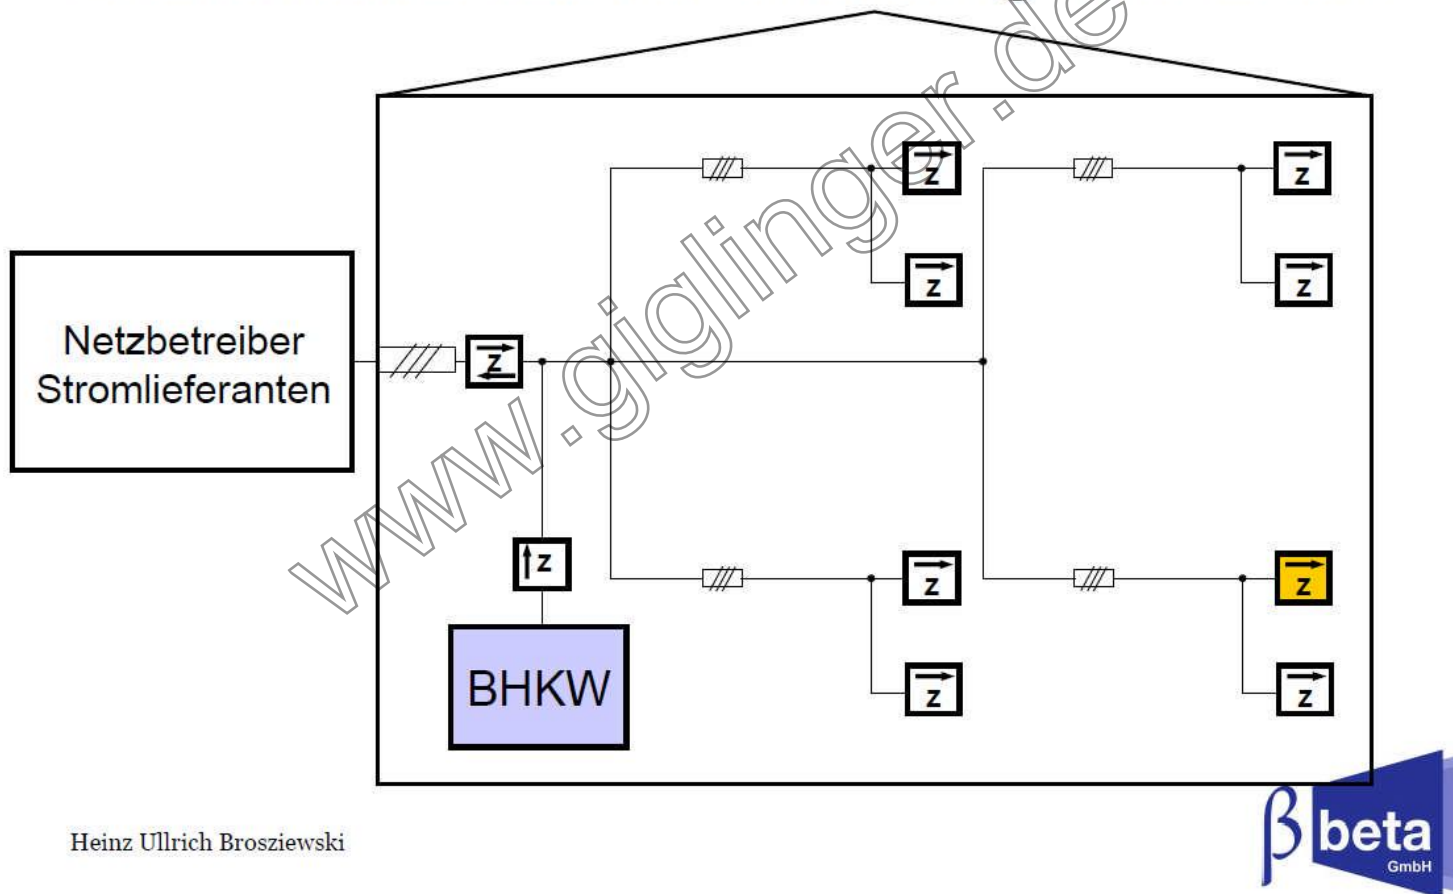 www.giglinger.de
Netzbetreiber
Stromlieferanten
z
z
z
z
z
z
z
BHKW
z
z
z
z
Heinz Ullrich Brosziewski
β beta
GmbH